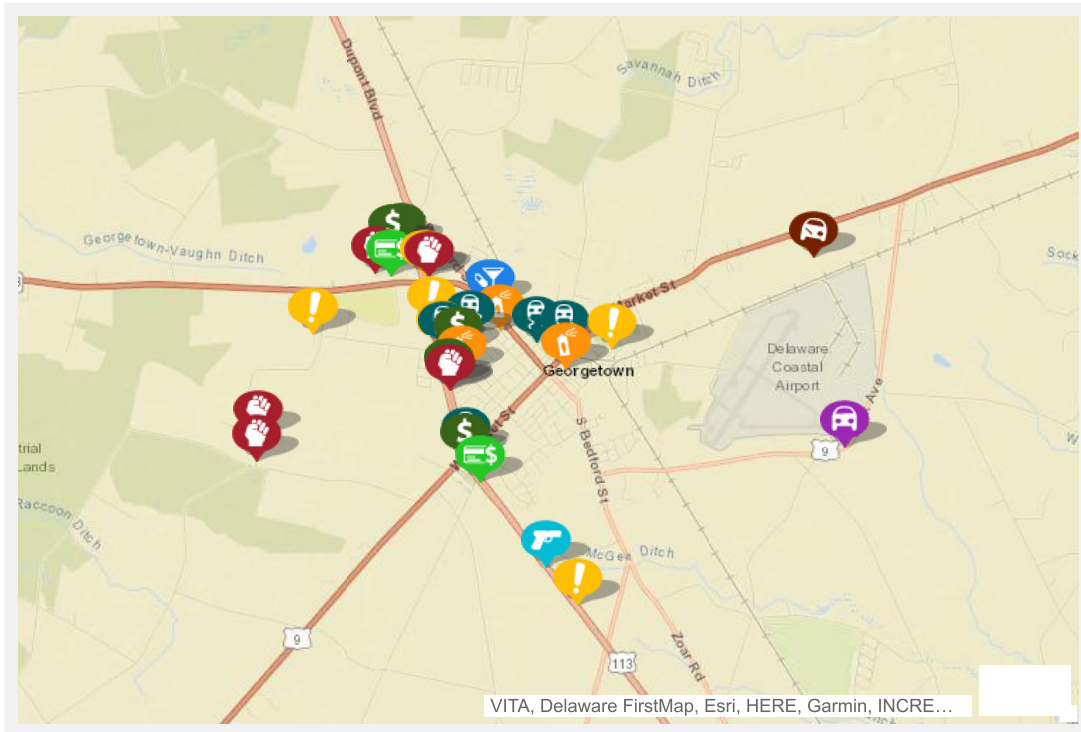 Dupont Blvd
Savannah Ditch
Georgetown-Vaughn Ditch
Sock
Market St
Delaware
Coastal
Airport
Georgetown
Ave
9
trial
Lands
S Bedford St
Raccoon Ditch
McGee Ditch
W
9
Zoar Rd
113
VITA, Delaware FirstMap, Esri, HERE, Garmin, INCRE…